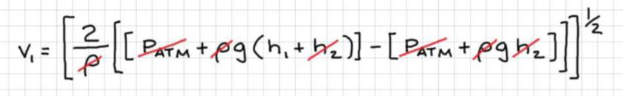 V₁ = [2/ρ [[P_ATM + ρg(h₁ + h₂)] - [P_ATM + ρgh₂]]]^½